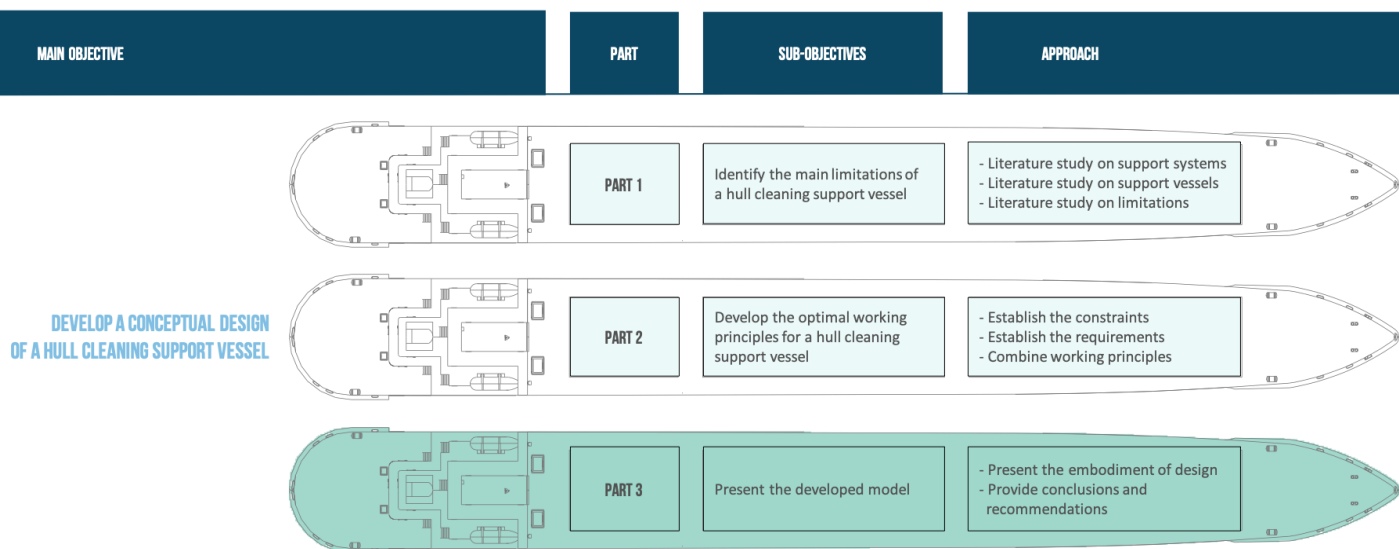 MAIN OBJECTIVE
PART
SUB-OBJECTIVES
APPROACH
PART 1
Identify the main limitations of
a hull cleaning support vessel
- Literature study on support systems
- Literature study on support vessels
- Literature study on limitations
DEVELOP A CONCEPTUAL DESIGN
OF A HULL CLEANING SUPPORT VESSEL
PART 2
Develop the optimal working
principles for a hull cleaning
support vessel
- Establish the constraints
- Establish the requirements
- Combine working principles
PART 3
Present the developed model
- Present the embodiment of design
- Provide conclusions and
recommendations